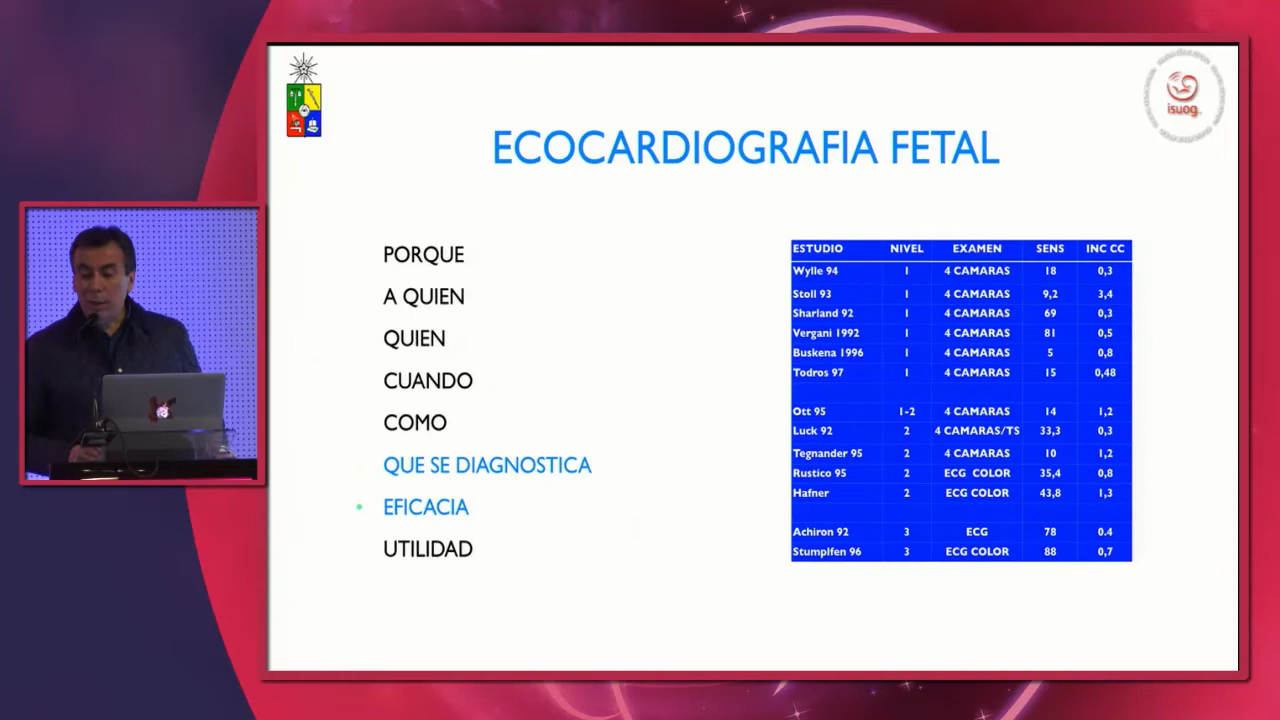 isuog
ECOCARDIOGRAFIA FETAL
PORQUE
A QUIEN
QUIEN
CUANDO
COMO
QUE SE DIAGNOSTICA
• EFICACIA
UTILIDAD
ESTUDIO NIVEL EXAMEN SENS INC CC
Wylle 94 1 4 CAMARAS 18 0,3
Stoll 93 1 4 CAMARAS 9,2 3,4
Sharland 92 1 4 CAMARAS 69 0,3
Vergani 1992 1 4 CAMARAS 81 0,5
Buskena 1996 1 4 CAMARAS 5 0,8
Todros 97 1 4 CAMARAS 15 0,48
Ott 95 1-2 4 CAMARAS 14 1,2
Luck 92 2 4 CAMARAS/TS 33,3 0,3
Tegnander 95 2 4 CAMARAS 10 1,2
Rustico 95 2 ECG COLOR 35,4 0,8
Hafner 2 ECG COLOR 43,8 1,3
Achiron 92 3 ECG 78 0.4
Stumplfen 96 3 ECG COLOR 88 0,7